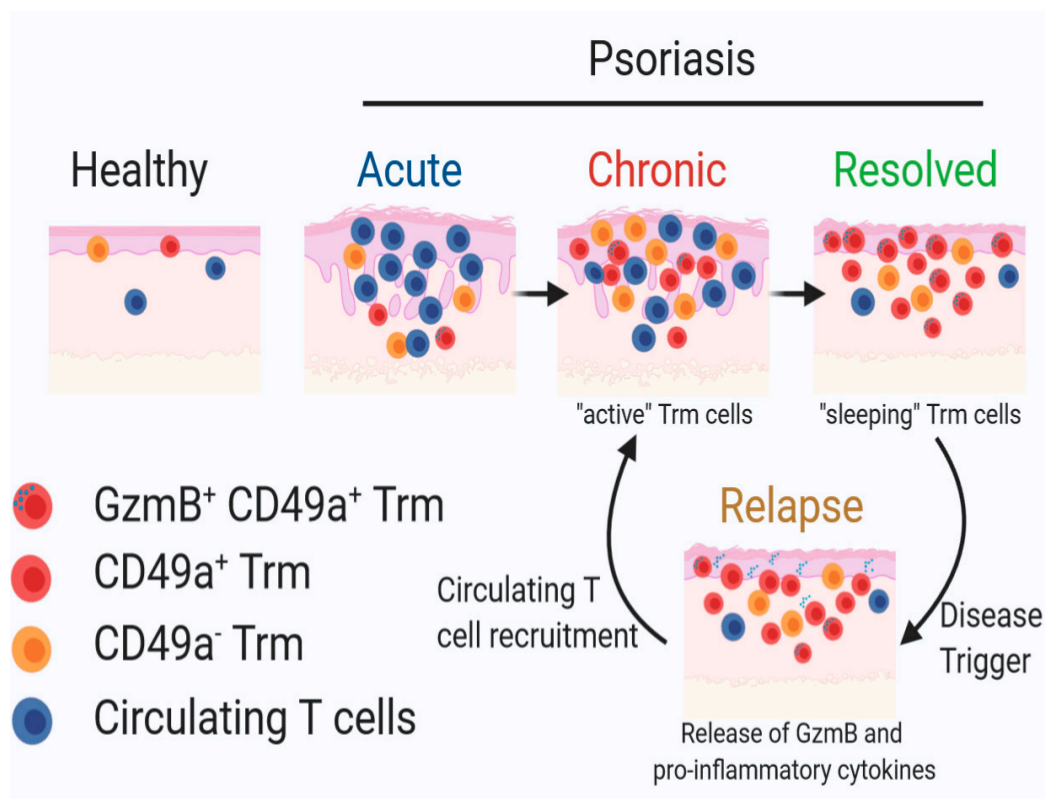 Psoriasis
Healthy
Acute
Chronic
Resolved
"active" Trm cells
"sleeping" Trm cells
GzmB⁺ CD49a⁺ Trm
CD49a⁺ Trm
CD49a⁻ Trm
Circulating T cells
Relapse
Circulating T
cell recruitment
Disease
Trigger
Release of GzmB and
pro-inflammatory cytokines